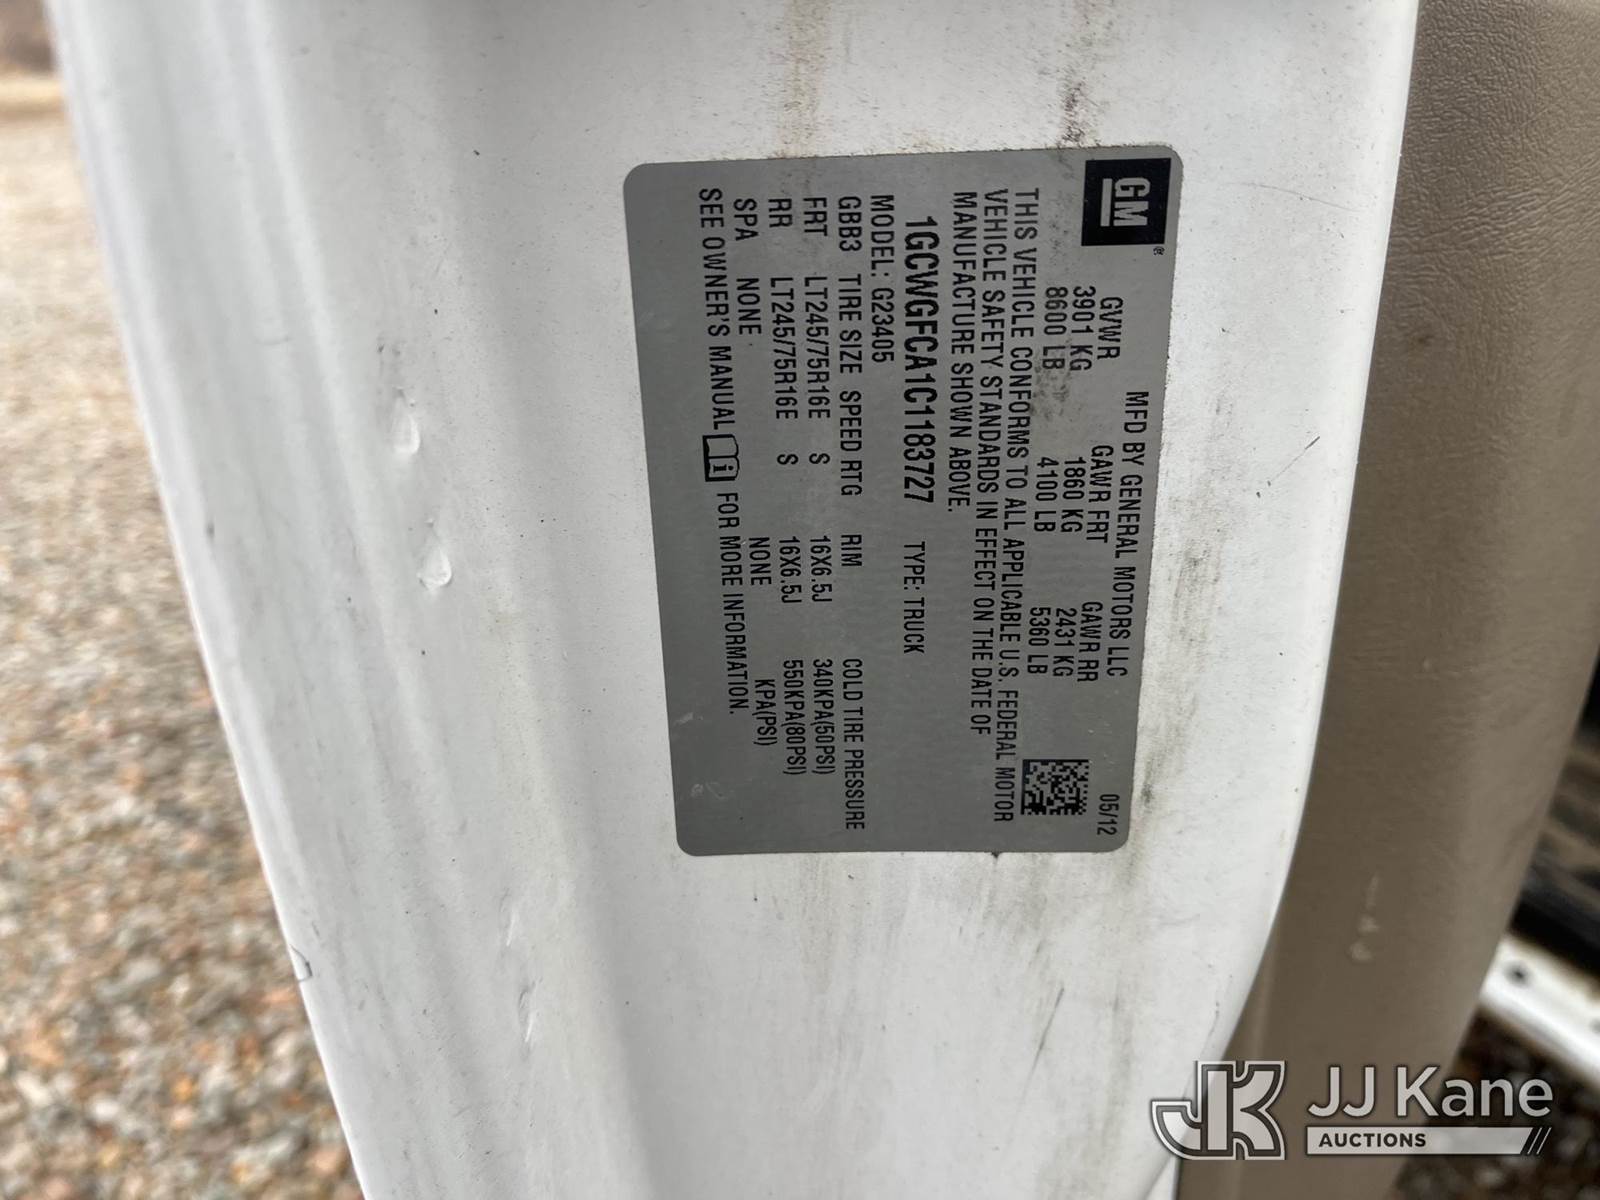 GM®
MFD BY GENERAL MOTORS LLC 05/12
GVWR GAWR FRT GAWR RR
3901 KG 1860 KG 2431 KG
8600 LB 4100 LB 5360 LB
THIS VEHICLE CONFORMS TO ALL APPLICABLE U.S. FEDERAL MOTOR
VEHICLE SAFETY STANDARDS IN EFFECT ON THE DATE OF
MANUFACTURE SHOWN ABOVE.
1GCWGFCA1C1183727 TYPE: TRUCK
MODEL: G23405
GBB3 TIRE SIZE SPEED RTG RIM COLD TIRE PRESSURE
FRT LT245/75R16E S 16X6.5J 340KPA(50PSI)
RR LT245/75R16E S 16X6.5J 550KPA(80PSI)
SPA NONE NONE KPA(PSI)
SEE OWNER'S MANUAL i FOR MORE INFORMATION.
JK JJ Kane
AUCTIONS